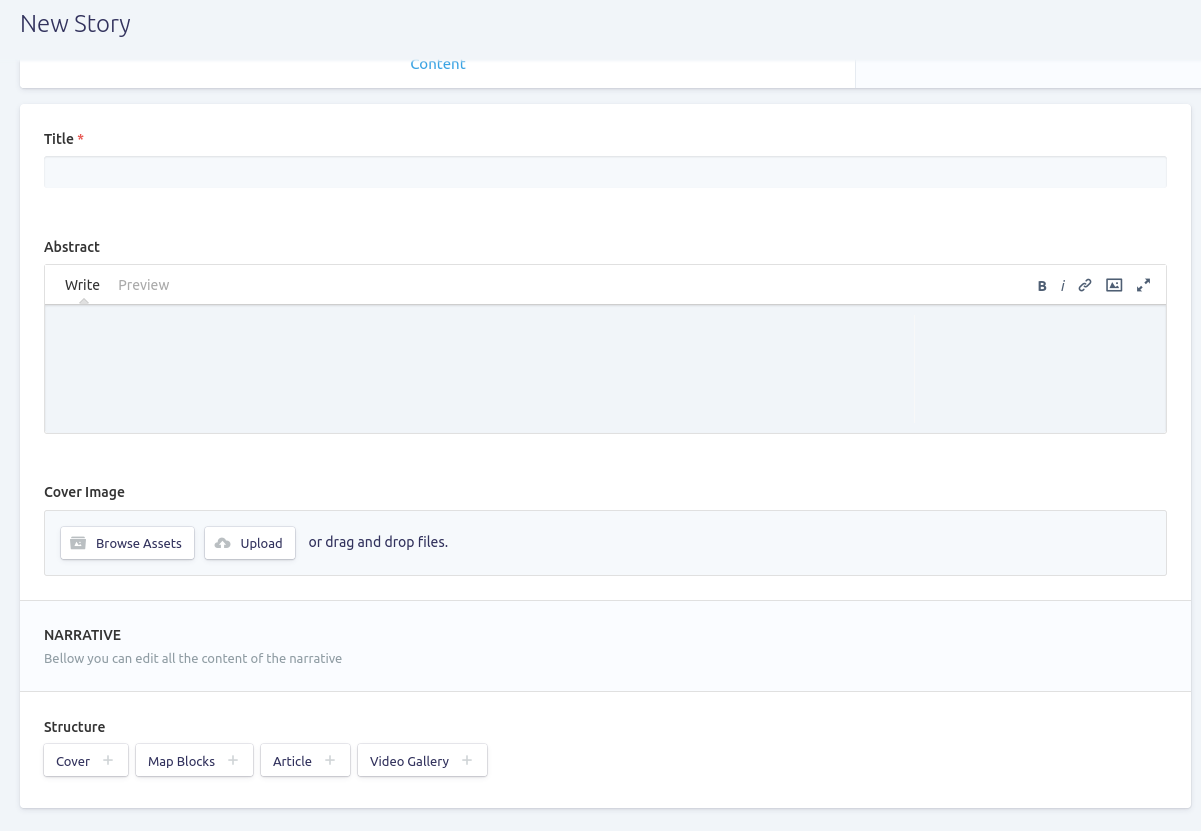 New Story
Content
Title *
Abstract
Write Preview B i
Cover Image
Browse Assets Upload or drag and drop files.
NARRATIVE
Bellow you can edit all the content of the narrative
Structure
Cover + Map Blocks + Article + Video Gallery +